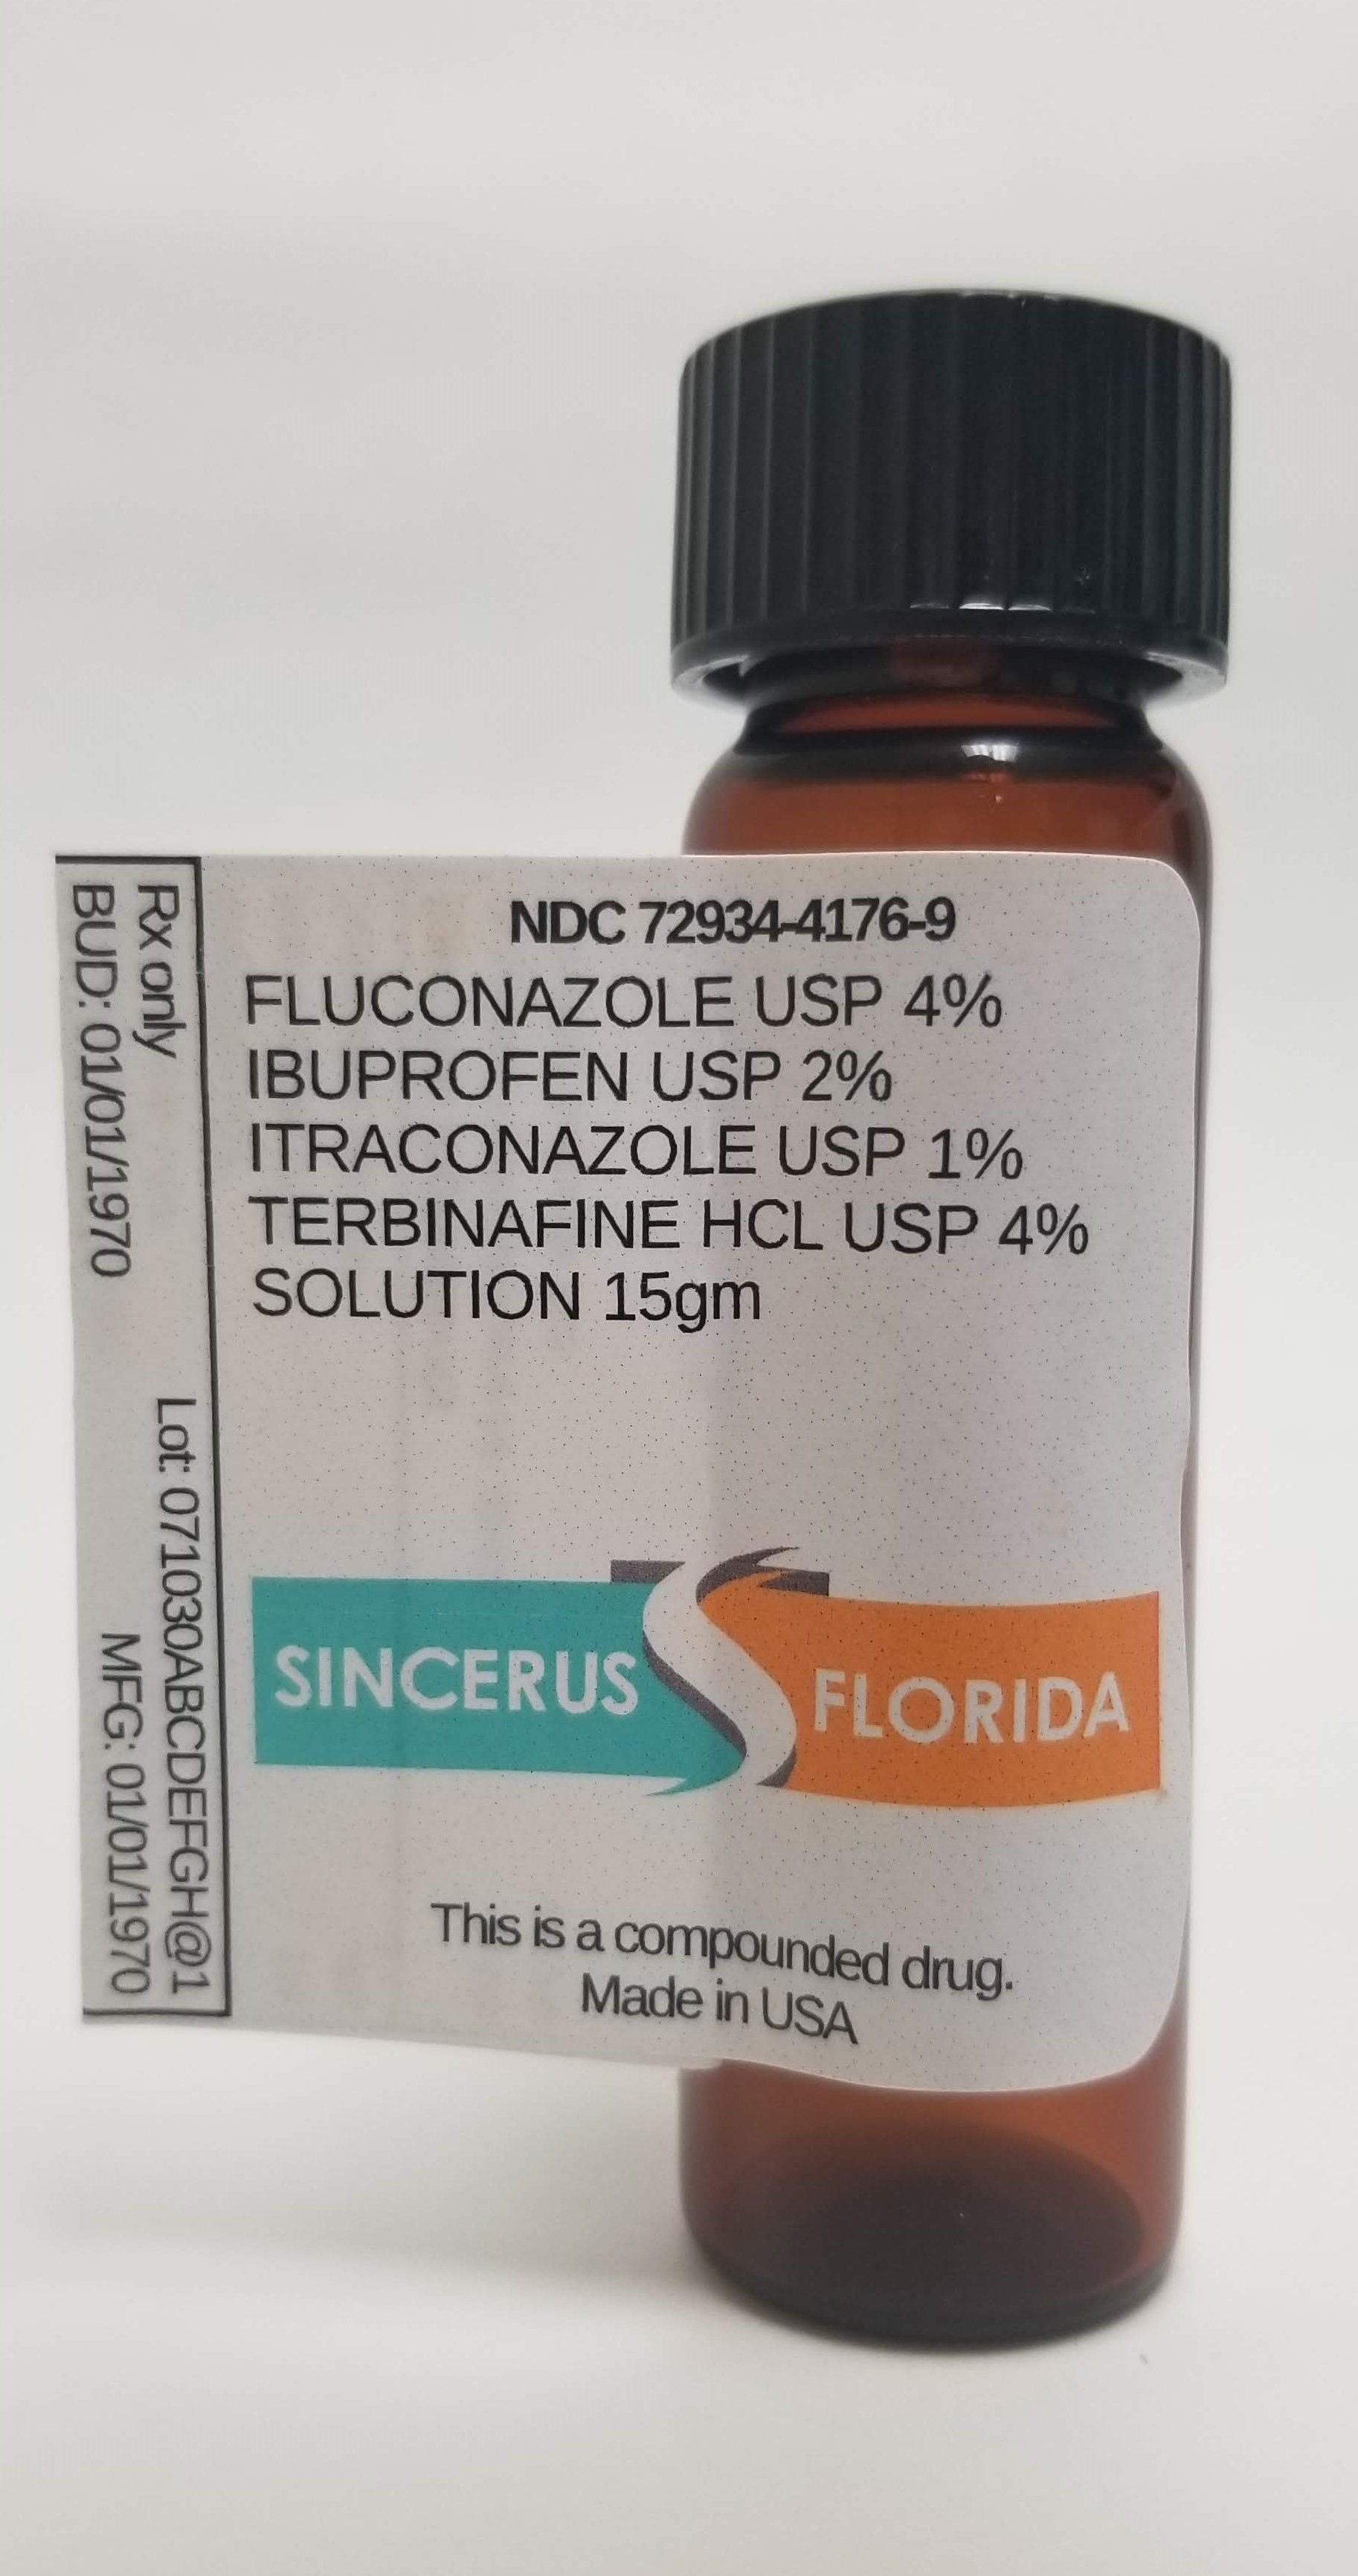 NDC 72934-4176-9
FLUCONAZOLE USP 4%
IBUPROFEN USP 2%
ITRACONAZOLE USP 1%
TERBINAFINE HCL USP 4%
SOLUTION 15gm
SINCERUS FLORIDA
This is a compounded drug.
Made in USA
Rx only Lot: 071030ABCDEFGH@1
BUD: 01/01/1970 MFG: 01/01/1970